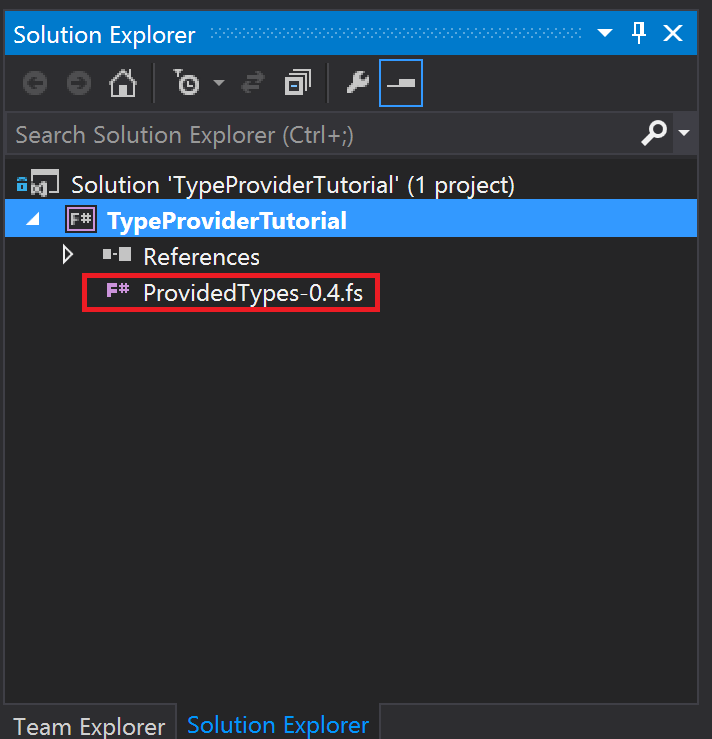 Solution Explorer
Search Solution Explorer (Ctrl+;)
Solution 'TypeProviderTutorial' (1 project)
F# TypeProviderTutorial
References
F# ProvidedTypes-0.4.fs
Team Explorer Solution Explorer